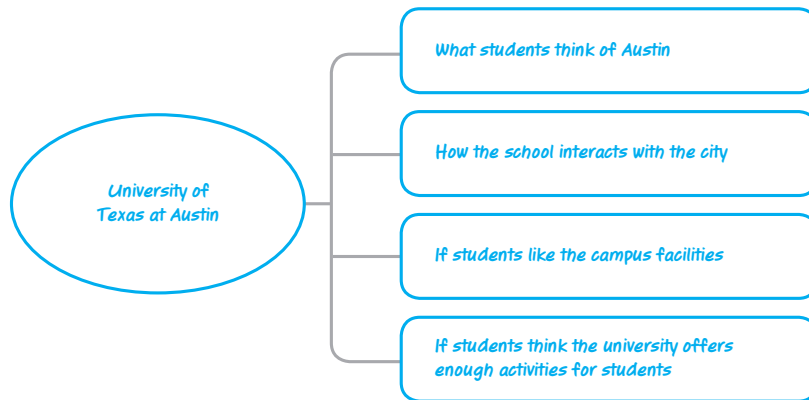 University of
Texas at Austin
What students think of Austin
How the school interacts with the city
If students like the campus facilities
If students think the university offers
enough activities for students